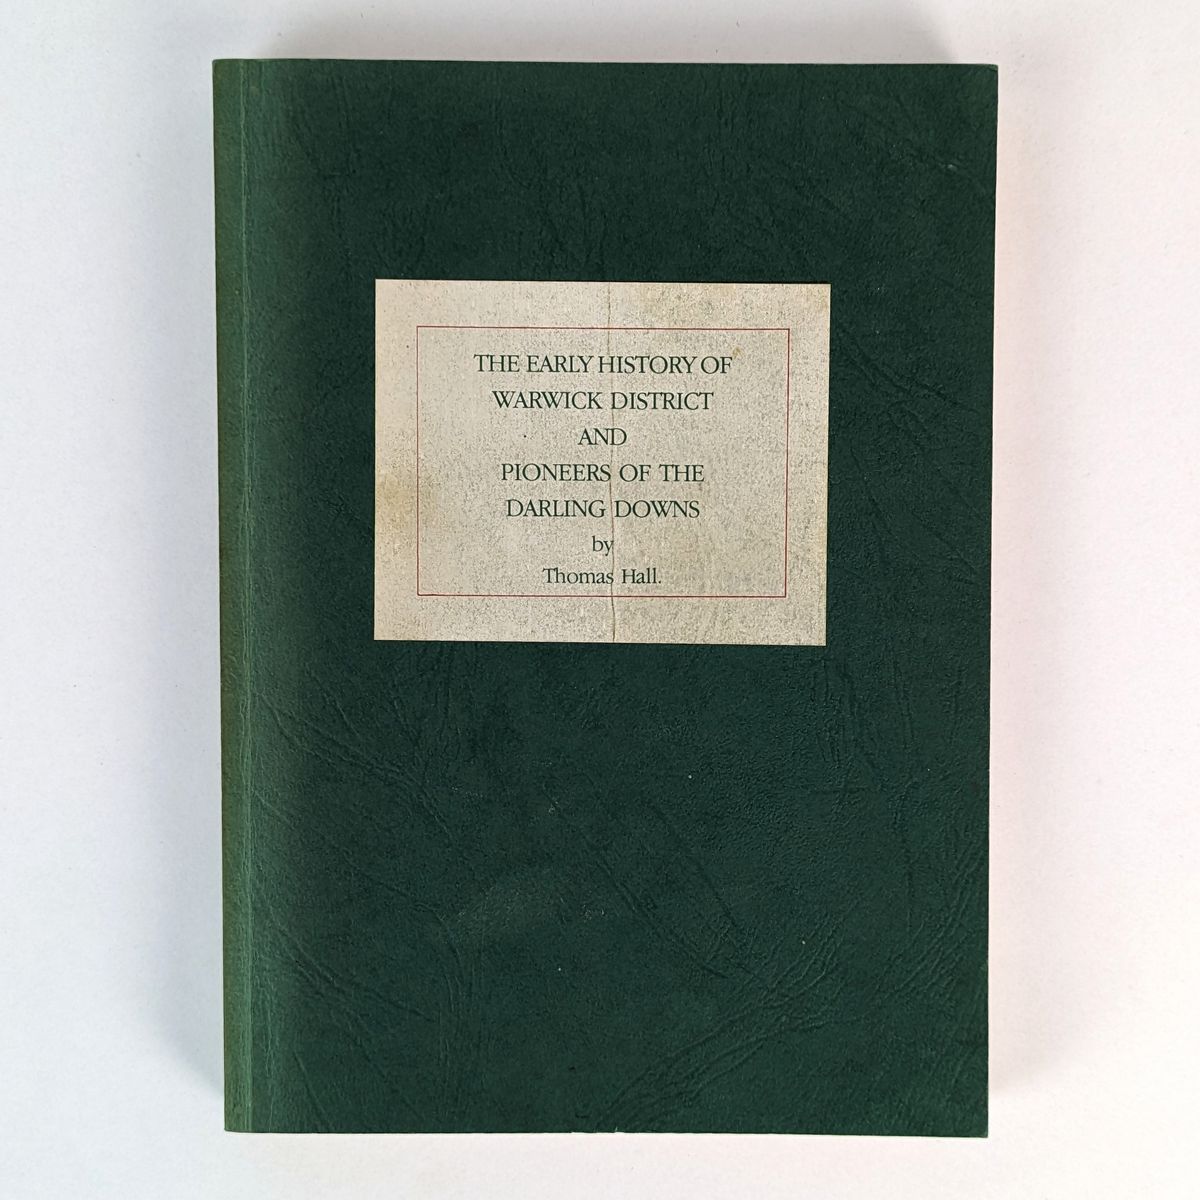 THE EARLY HISTORY OF
WARWICK DISTRICT
AND
PIONEERS OF THE
DARLING DOWNS
by
Thomas Hall.